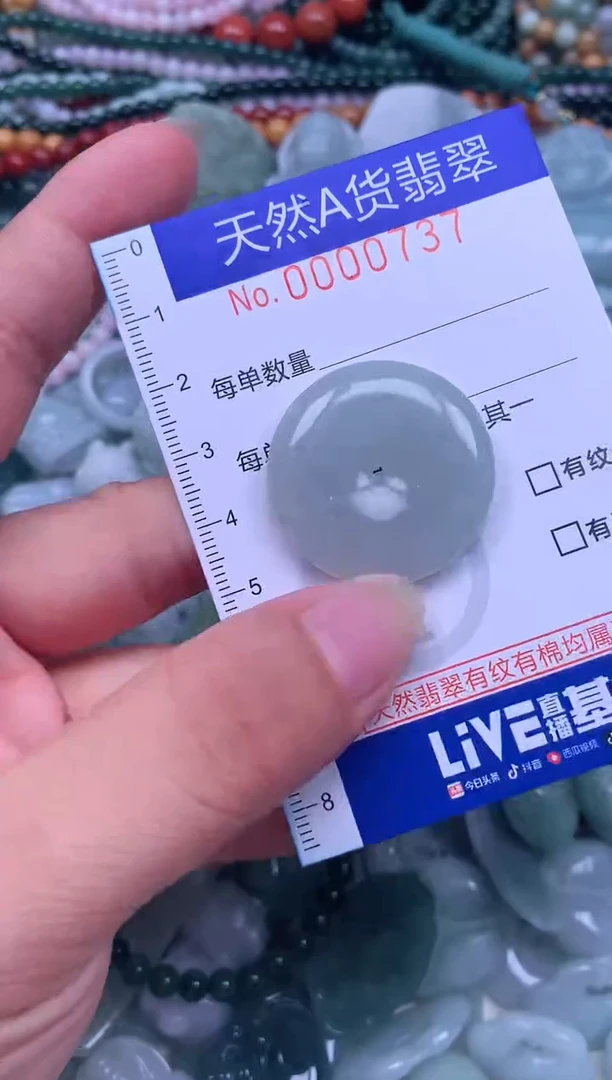 天然A货翡翠
No. 0000737
每单数量
每
其一
有纹
有
天然翡翠有纹有棉均属
LiVE直播基
今日头条 抖音 西瓜视频
0
1
2
3
4
5
8